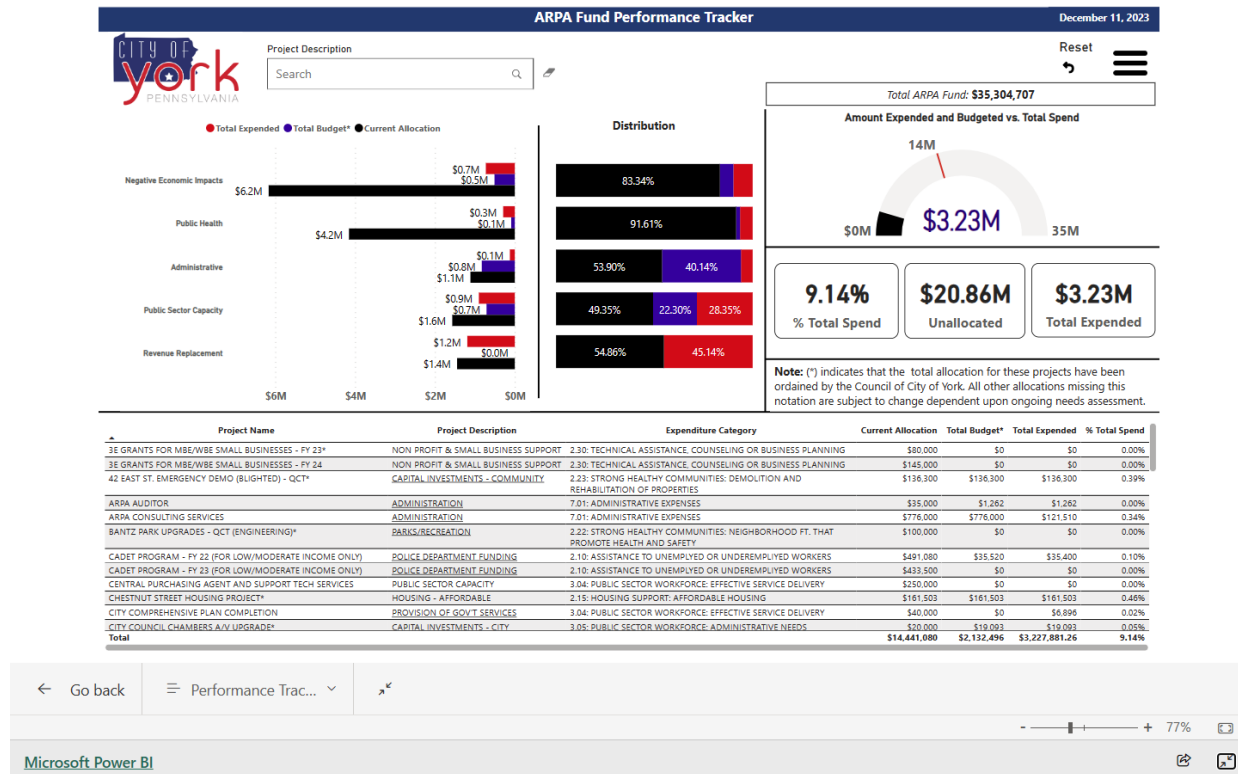 ARPA Fund Performance Tracker
December 11, 2023
CITY OF
york
PENNSYLVANIA
Project Description
Search
Reset
Total ARPA Fund: $35,304,707
Total Expended Total Budget* Current Allocation
Distribution
Amount Expended and Budgeted vs. Total Spend
Negative Economic Impacts
$0.7M
$0.5M
$6.2M
83.34%
Public Health
$0.3M
$0.1M
$4.2M
91.61%
Administrative
$0.1M
$0.8M
$1.1M
53.90% 40.14%
Public Sector Capacity
$0.9M
$0.7M
$1.6M
49.35% 22.30% 28.35%
Revenue Replacement
$1.2M
$0.0M
$1.4M
54.86% 45.14%
$6M $4M $2M $0M
14M
$0M $3.23M 35M
9.14% $20.86M $3.23M
% Total Spend Unallocated Total Expended
Note: (*) indicates that the total allocation for these projects have been
ordained by the Council of City of York. All other allocations missing this
notation are subject to change dependent upon ongoing needs assessment.
Project Name Project Description Expenditure Category Current Allocation Total Budget* Total Expended % Total Spend
3E GRANTS FOR MBE/WBE SMALL BUSINESSES - FY 23* NON PROFIT & SMALL BUSINESS SUPPORT 2.30: TECHNICAL ASSISTANCE, COUNSELING OR BUSINESS PLANNING $80,000 $0 $0 0.00%
3E GRANTS FOR MBE/WBE SMALL BUSINESSES - FY 24 NON PROFIT & SMALL BUSINESS SUPPORT 2.30: TECHNICAL ASSISTANCE, COUNSELING OR BUSINESS PLANNING $145,000 $0 $0 0.00%
42 EAST ST. EMERGENCY DEMO (BLIGHTED) - QCT* CAPITAL INVESTMENTS - COMMUNITY 2.23: STRONG HEALTHY COMMUNITIES: DEMOLITION AND $136,300 $136,300 $136,300 0.39%
REHABILITATION OF PROPERTIES
ARPA AUDITOR ADMINISTRATION 7.01: ADMINISTRATIVE EXPENSES $35,000 $1,262 $1,262 0.00%
ARPA CONSULTING SERVICES ADMINISTRATION 7.01: ADMINISTRATIVE EXPENSES $776,000 $776,000 $121,510 0.34%
BANTZ PARK UPGRADES - QCT (ENGINEERING)* PARKS/RECREATION 2.22: STRONG HEALTHY COMMUNITIES: NEIGHBORHOOD FT. THAT $100,000 $0 $0 0.00%
PROMOTE HEALTH AND SAFETY
CADET PROGRAM - FY 22 (FOR LOW/MODERATE INCOME ONLY) POLICE DEPARTMENT FUNDING 2.10: ASSISTANCE TO UNEMPLYED OR UNDEREMPLIYED WORKERS $491,080 $35,520 $35,400 0.10%
CADET PROGRAM - FY 23 (FOR LOW/MODERATE INCOME ONLY) POLICE DEPARTMENT FUNDING 2.10: ASSISTANCE TO UNEMPLYED OR UNDEREMPLIYED WORKERS $433,500 $0 $0 0.00%
CENTRAL PURCHASING AGENT AND SUPPORT TECH SERVICES PUBLIC SECTOR CAPACITY 3.04: PUBLIC SECTOR WORKFORCE: EFFECTIVE SERVICE DELIVERY $250,000 $0 $0 0.00%
CHESTNUT STREET HOUSING PROJECT* HOUSING - AFFORDABLE 2.15: HOUSING SUPPORT: AFFORDABLE HOUSING $161,503 $161,503 $161,503 0.46%
CITY COMPREHENSIVE PLAN COMPLETION PROVISION OF GOV'T SERVICES 3.04: PUBLIC SECTOR WORKFORCE: EFFECTIVE SERVICE DELIVERY $40,000 $0 $6,896 0.02%
CITY COUNCIL CHAMBERS A/V UPGRADE* CAPITAL INVESTMENTS - CITY 3.05: PUBLIC SECTOR WORKFORCE: ADMINISTRATIVE NEEDS $20,000 $19,093 $19,093 0.05%
Total $14,441,080 $2,132,496 $3,227,881.26 9.14%
Go back Performance Trac...
- + 77%
Microsoft Power BI